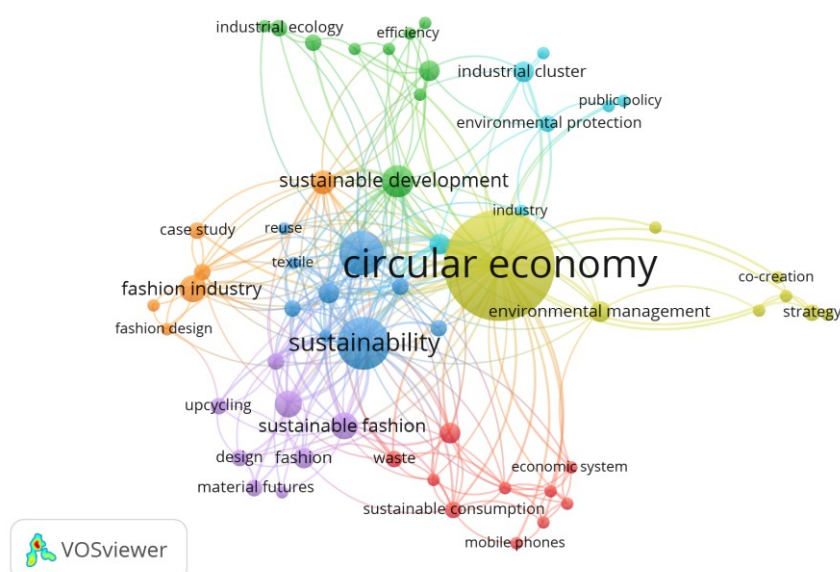 industrial ecology
efficiency
industrial cluster
public policy
environmental protection
sustainable development
industry
case study
reuse
textile
circular economy
co-creation
fashion industry
environmental management
strategy
fashion design
sustainability
upcycling
sustainable fashion
design
fashion
waste
economic system
material futures
sustainable consumption
mobile phones
VOSviewer